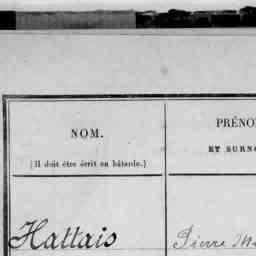 NOM.
(Il doit être écrit en bâtarde.)
PRÉNO
ET SURNO
Hattais
Pierre M